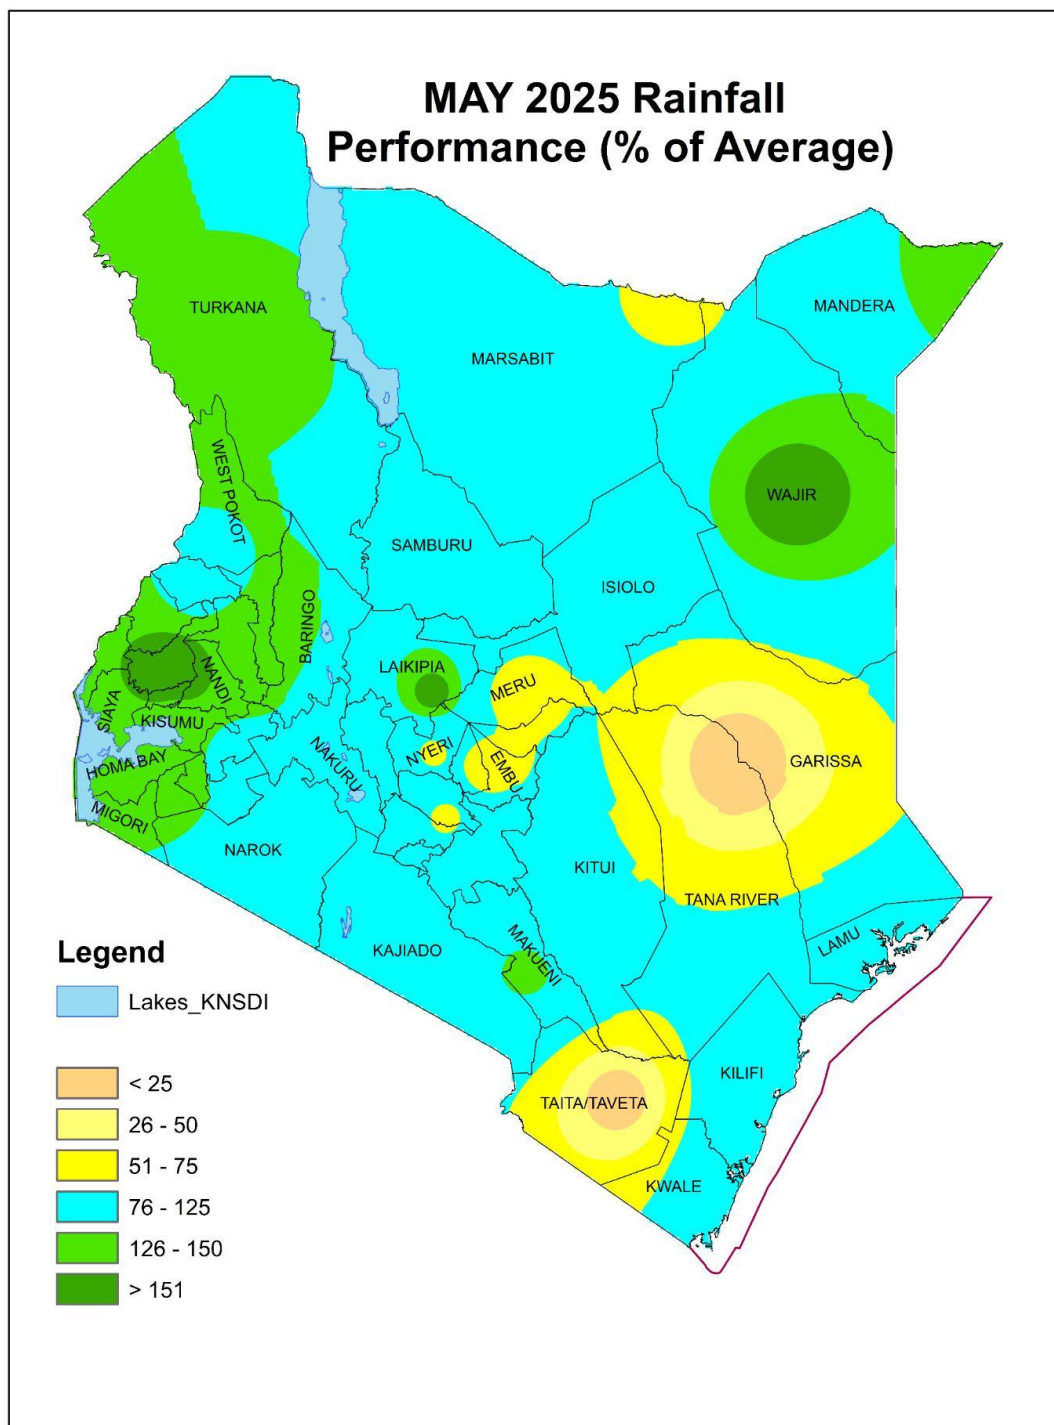 MAY 2025 Rainfall
Performance (% of Average)
TURKANA
MANDERA
MARSABIT
WEST POKOT
WAJIR
SAMBURU
ISIOLO
BARINGO
LAIKIPIA
MERU
NANDI
SIAYA
KISUMU
NYERI
EMBU
GARISSA
HOMA BAY
NAKURU
MIGORI
NAROK
KITUI
TANA RIVER
LAMU
KAJIADO
MAKUENI
KILIFI
TAITA/TAVETA
KWALE
Legend
Lakes_KNSDI
< 25
26 - 50
51 - 75
76 - 125
126 - 150
> 151